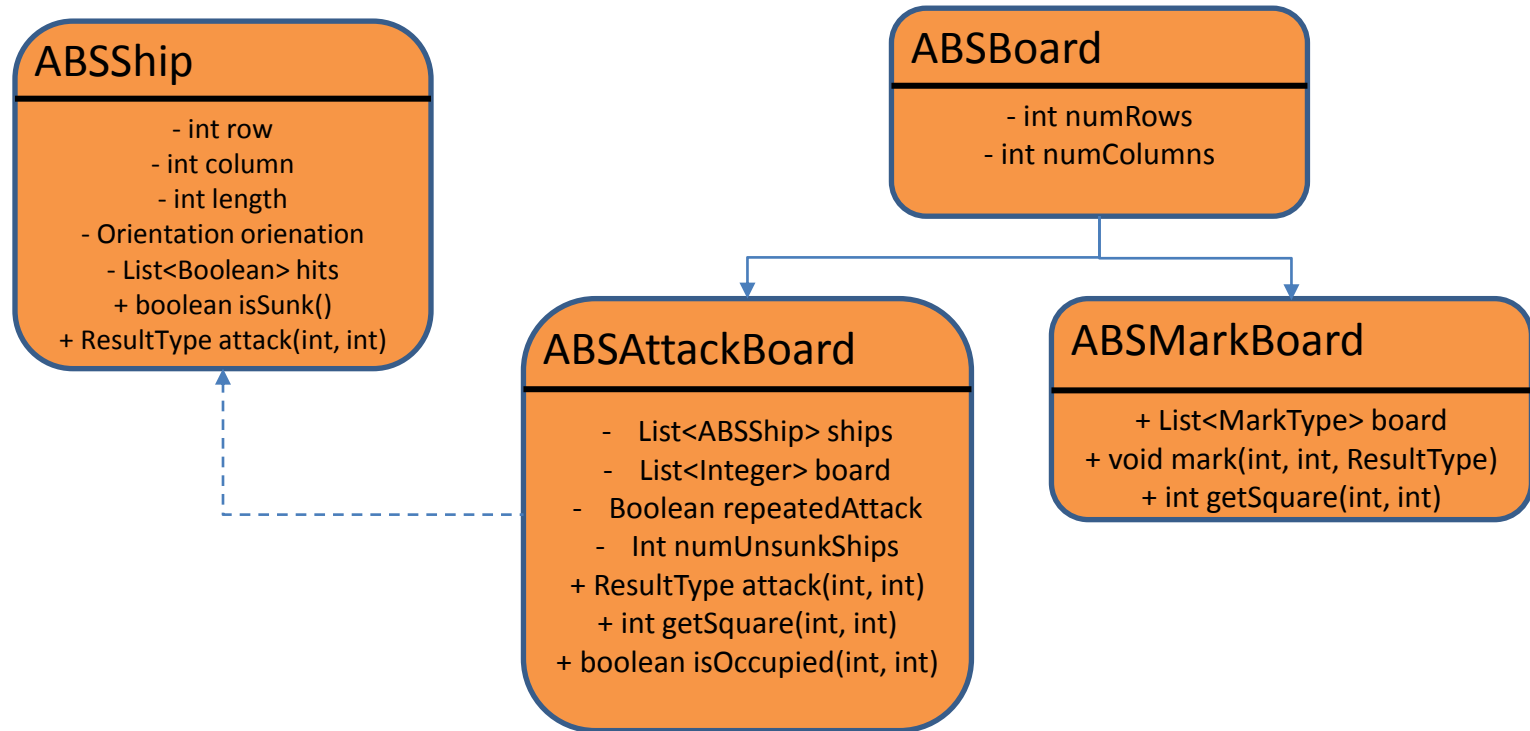 ABSShip
- int row
- int column
- int length
- Orientation orienation
- List<Boolean> hits
+ boolean isSunk()
+ ResultType attack(int, int)
ABSBoard
- int numRows
- int numColumns
ABSAttackBoard
- List<ABSShip> ships
- List<Integer> board
- Boolean repeatedAttack
- Int numUnsunkShips
+ ResultType attack(int, int)
+ int getSquare(int, int)
+ boolean isOccupied(int, int)
ABSMarkBoard
+ List<MarkType> board
+ void mark(int, int, ResultType)
+ int getSquare(int, int)